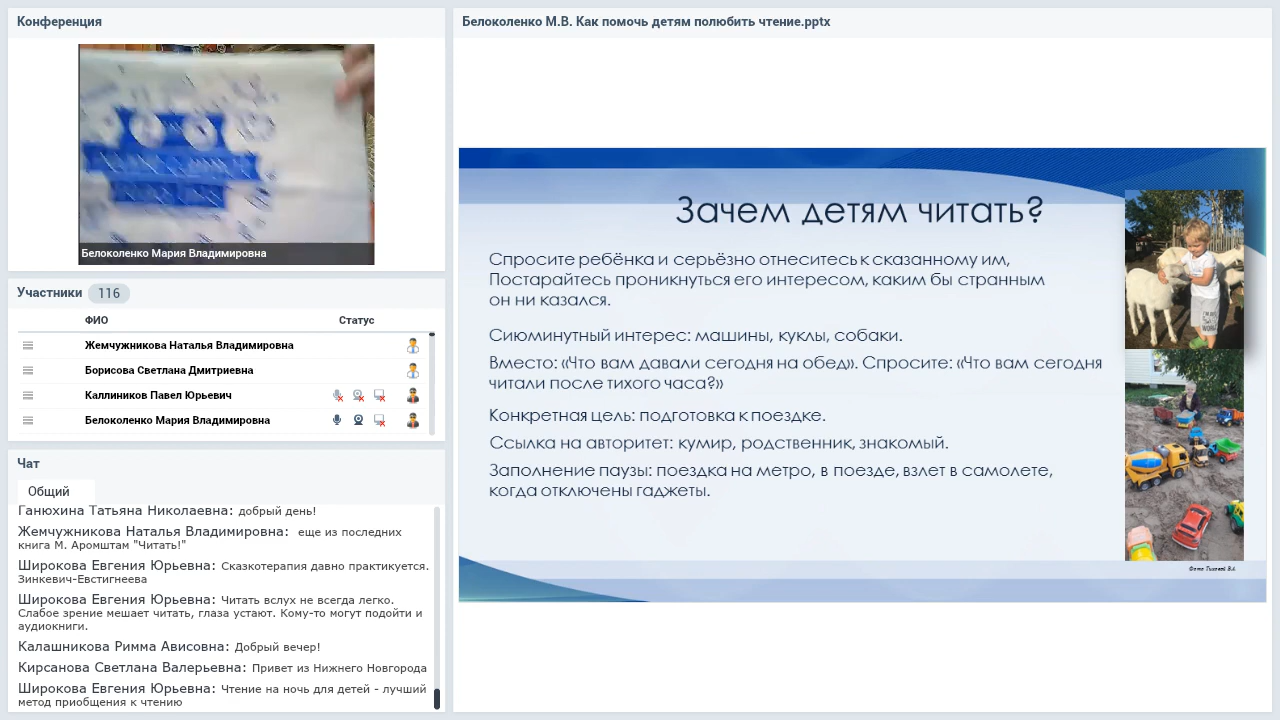 Конференция
Белоколенко Мария Владимировна
Участники 116
ФИО Статус
Жемчужникова Наталья Владимировна
Борисова Светлана Дмитриевна
Каллиников Павел Юрьевич
Белоколенко Мария Владимировна
Чат
Общий
Ганюхина Татьяна Николаевна: добрый день!
Жемчужникова Наталья Владимировна: еще из последних
книга М. Аромштам "Читать!"
Широкова Евгения Юрьевна: Сказкотерапия давно практикуется.
Зинкевич-Евстигнеева
Широкова Евгения Юрьевна: Читать вслух не всегда легко.
Слабое зрение мешает читать, глаза устают. Кому-то могут подойти и
аудиокниги.
Калашникова Римма Ависовна: Добрый вечер!
Кирсанова Светлана Валерьевна: Привет из Нижнего Новгорода
Широкова Евгения Юрьевна: Чтение на ночь для детей - лучший
метод приобщения к чтению
Белоколенко М.В. Как помочь детям полюбить чтение.pptx
Зачем детям читать?
Спросите ребёнка и серьёзно отнеситесь к сказанному им,
Постарайтесь проникнуться его интересом, каким бы странным
он ни казался.
Сиюминутный интерес: машины, куклы, собаки.
Вместо: «Что вам давали сегодня на обед». Спросите: «Что вам сегодня
читали после тихого часа?»
Конкретная цель: подготовка к поездке.
Ссылка на авторитет: кумир, родственник, знакомый.
Заполнение паузы: поездка на метро, в поезде, взлет в самолете,
когда отключены гаджеты.